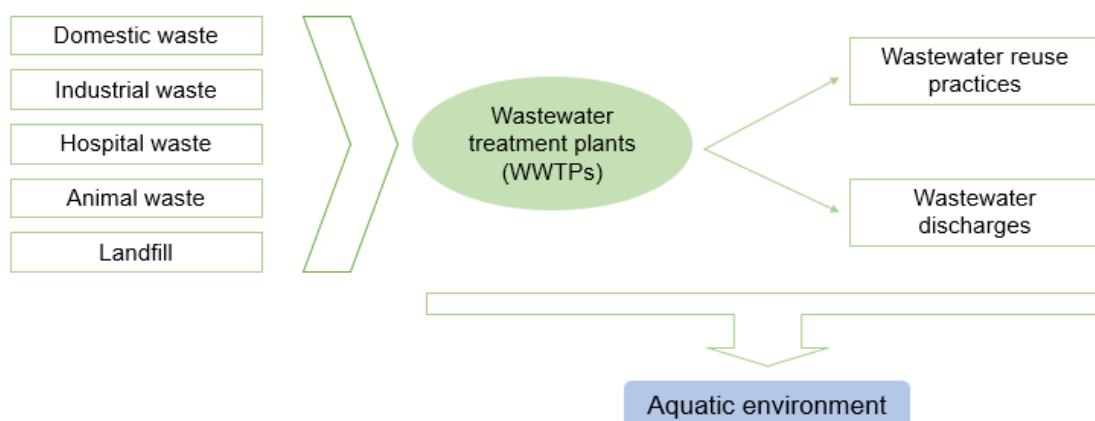 Domestic waste
Industrial waste
Hospital waste
Animal waste
Landfill
Wastewater
treatment plants
(WWTPs)
Wastewater reuse
practices
Wastewater
discharges
Aquatic environment